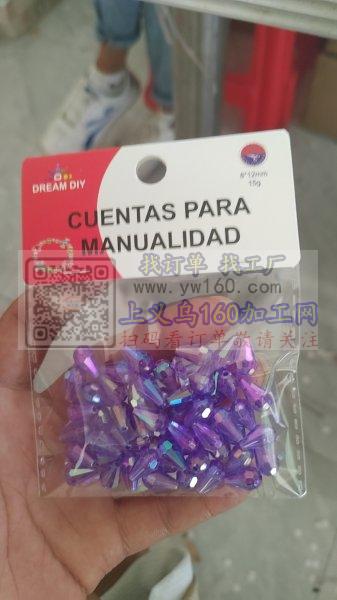 DREAM DIY
8*12mm
15g
CUENTAS PARA
MANUALIDAD
找订单 找工厂
www.yw160.com
上义乌160加工网
扫码看订单敬请关注